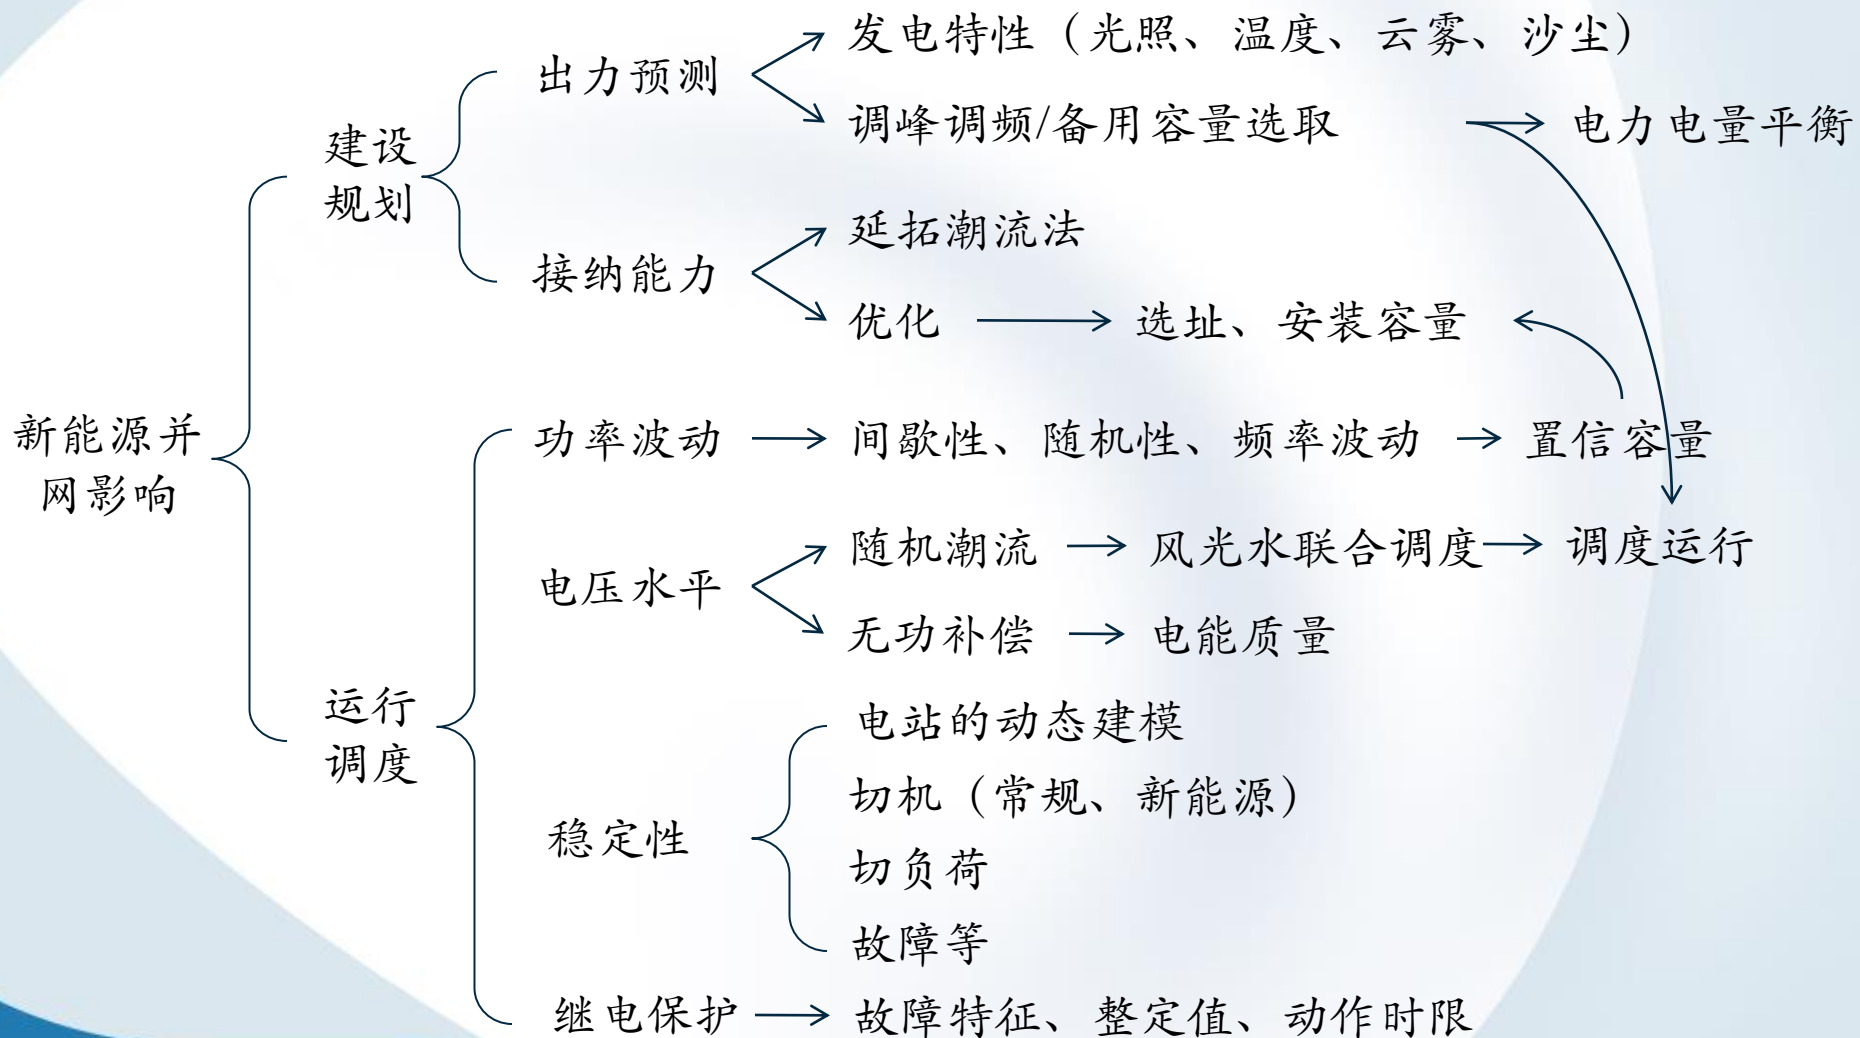 发电特性（光照、温度、云雾、沙尘）
出力预测
调峰调频/备用容量选取
电力电量平衡
建设
规划
延拓潮流法
接纳能力
优化
选址、安装容量
新能源并
网影响
功率波动
间歇性、随机性、频率波动
置信容量
随机潮流
风光水联合调度
调度运行
电压水平
无功补偿
电能质量
运行
调度
电站的动态建模
切机（常规、新能源）
稳定性
切负荷
故障等
继电保护
故障特征、整定值、动作时限